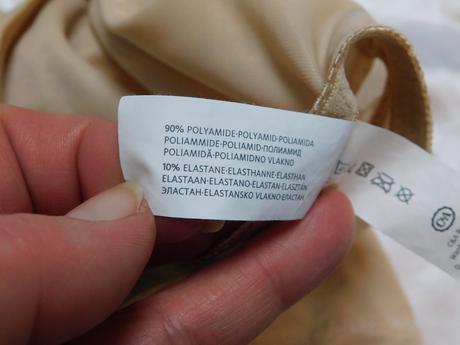 90% POLYAMIDE·POLYAMID·POLIAMIDA
POLIAMMIDE·POLIAMID·ПОЛИАМИД
POLIAMIDĂ·POLIAMIDNO VLAKNO
10% ELASTANE·ELASTHANNE·ELASTHAN
ELASTAAN·ELASTANO·ELASTAN·ELASZTÁN
ЭЛАСТАН·ELASTANSKO VLAKNO·ЕЛАСТАН
C&A